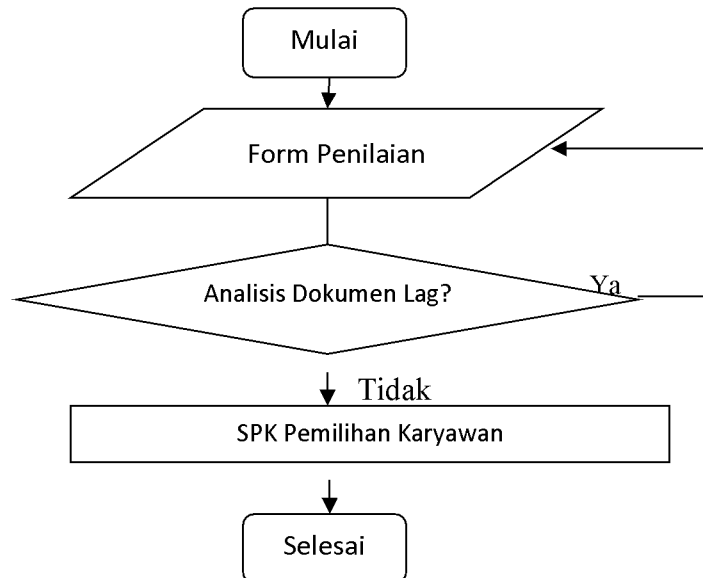 Mulai
Form Penilaian
Analisis Dokumen Lag?
Ya
Tidak
SPK Pemilihan Karyawan
Selesai